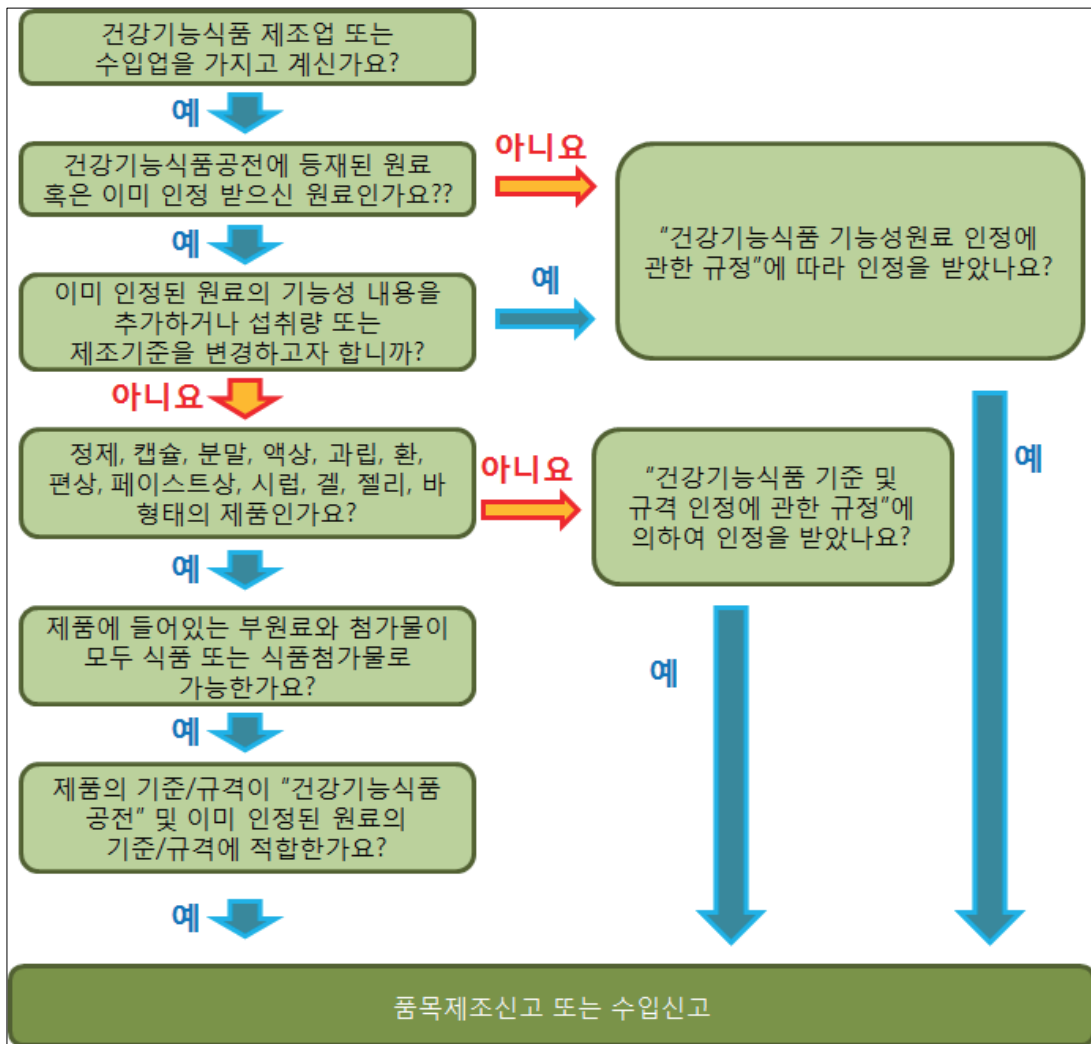 건강기능식품 제조업 또는
수입업을 가지고 계신가요?
예
건강기능식품공전에 등재된 원료
혹은 이미 인정 받으신 원료인가요??
아니요
"건강기능식품 기능성원료 인정에
관한 규정"에 따라 인정을 받았나요?
예
이미 인정된 원료의 기능성 내용을
추가하거나 섭취량 또는
제조기준을 변경하고자 합니까?
예
아니요
정제, 캡슐, 분말, 액상, 과립, 환,
편상, 페이스트상, 시럽, 겔, 젤리, 바
형태의 제품인가요?
아니요
"건강기능식품 기준 및
규격 인정에 관한 규정"에
의하여 인정을 받았나요?
예
예
제품에 들어있는 부원료와 첨가물이
모두 식품 또는 식품첨가물로
가능한가요?
예
예
제품의 기준/규격이 "건강기능식품
공전" 및 이미 인정된 원료의
기준/규격에 적합한가요?
예
품목제조신고 또는 수입신고